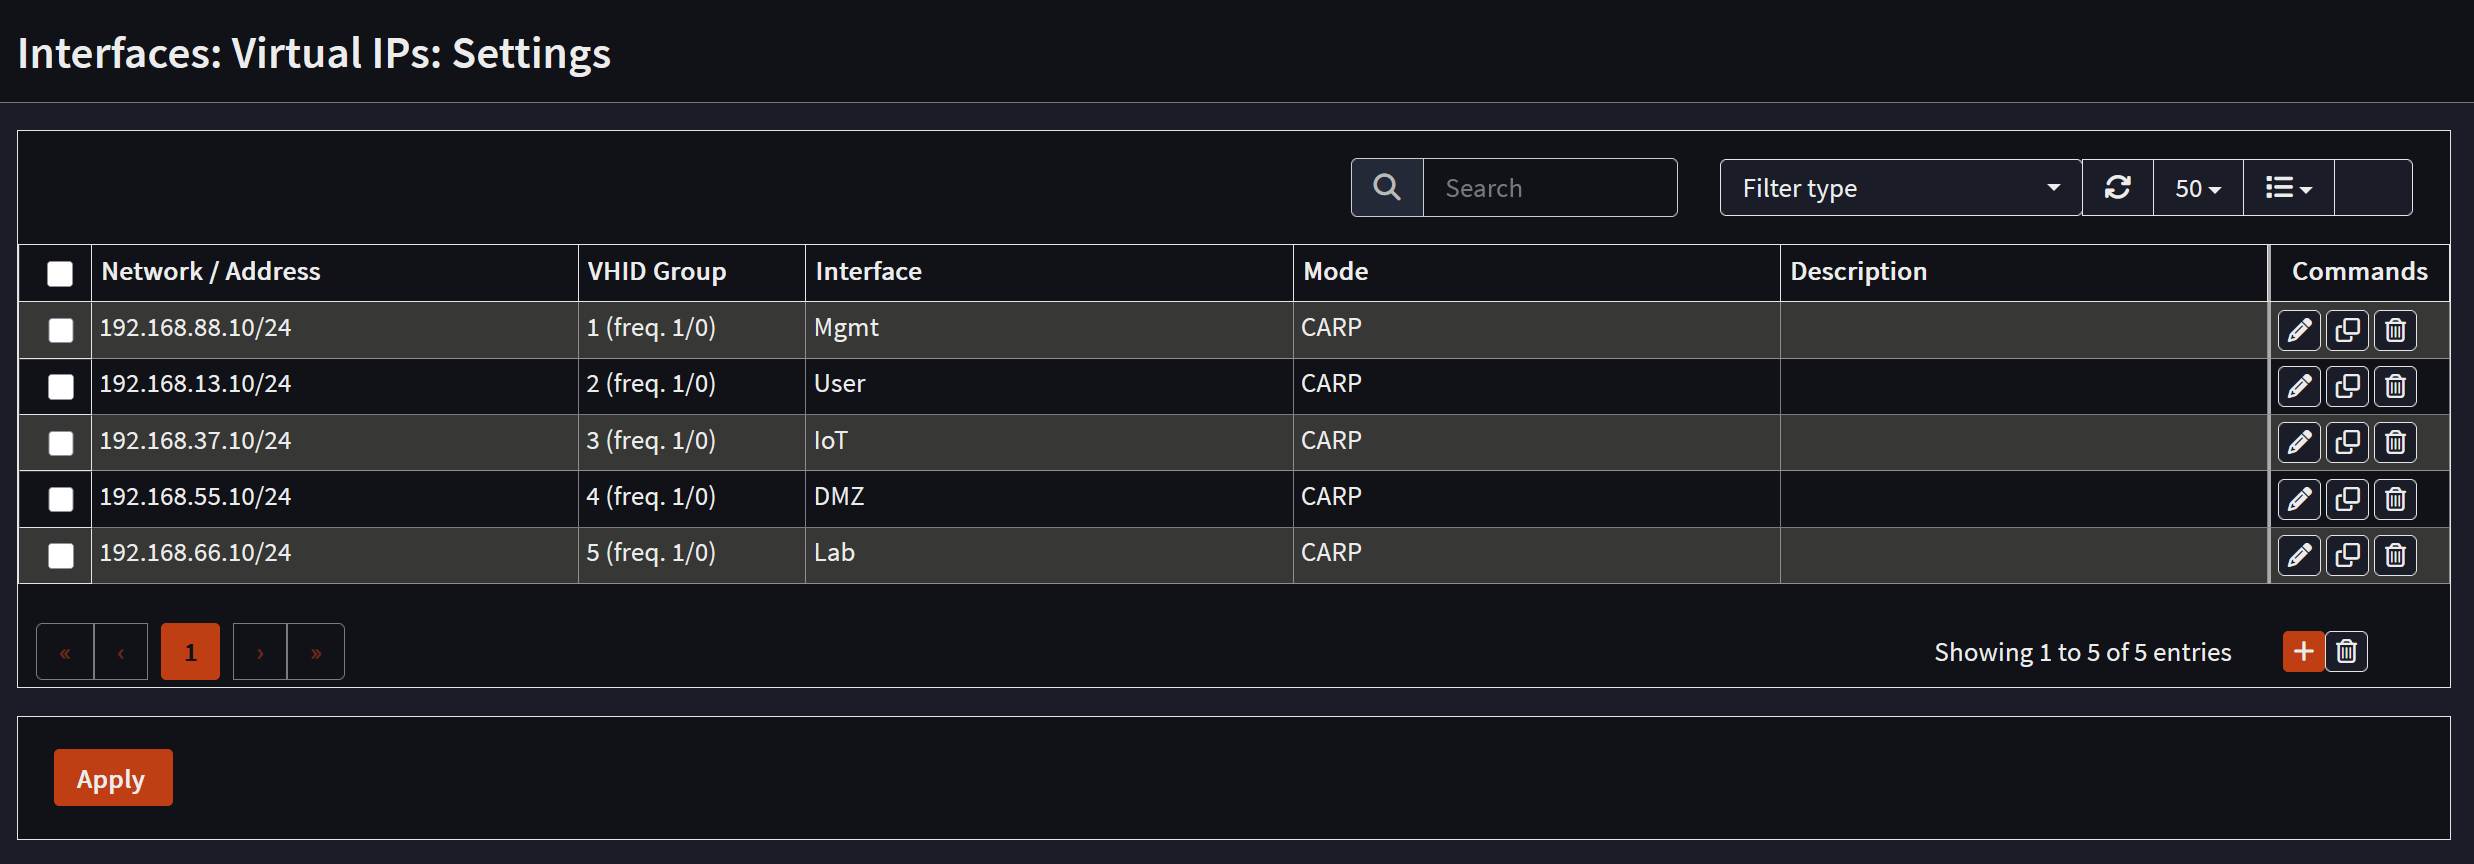 Interfaces: Virtual IPs: Settings
Search Filter type 50
Network / Address VHID Group Interface Mode Description Commands
192.168.88.10/24 1 (freq. 1/0) Mgmt CARP
192.168.13.10/24 2 (freq. 1/0) User CARP
192.168.37.10/24 3 (freq. 1/0) IoT CARP
192.168.55.10/24 4 (freq. 1/0) DMZ CARP
192.168.66.10/24 5 (freq. 1/0) Lab CARP
« ‹ 1 › » Showing 1 to 5 of 5 entries
Apply